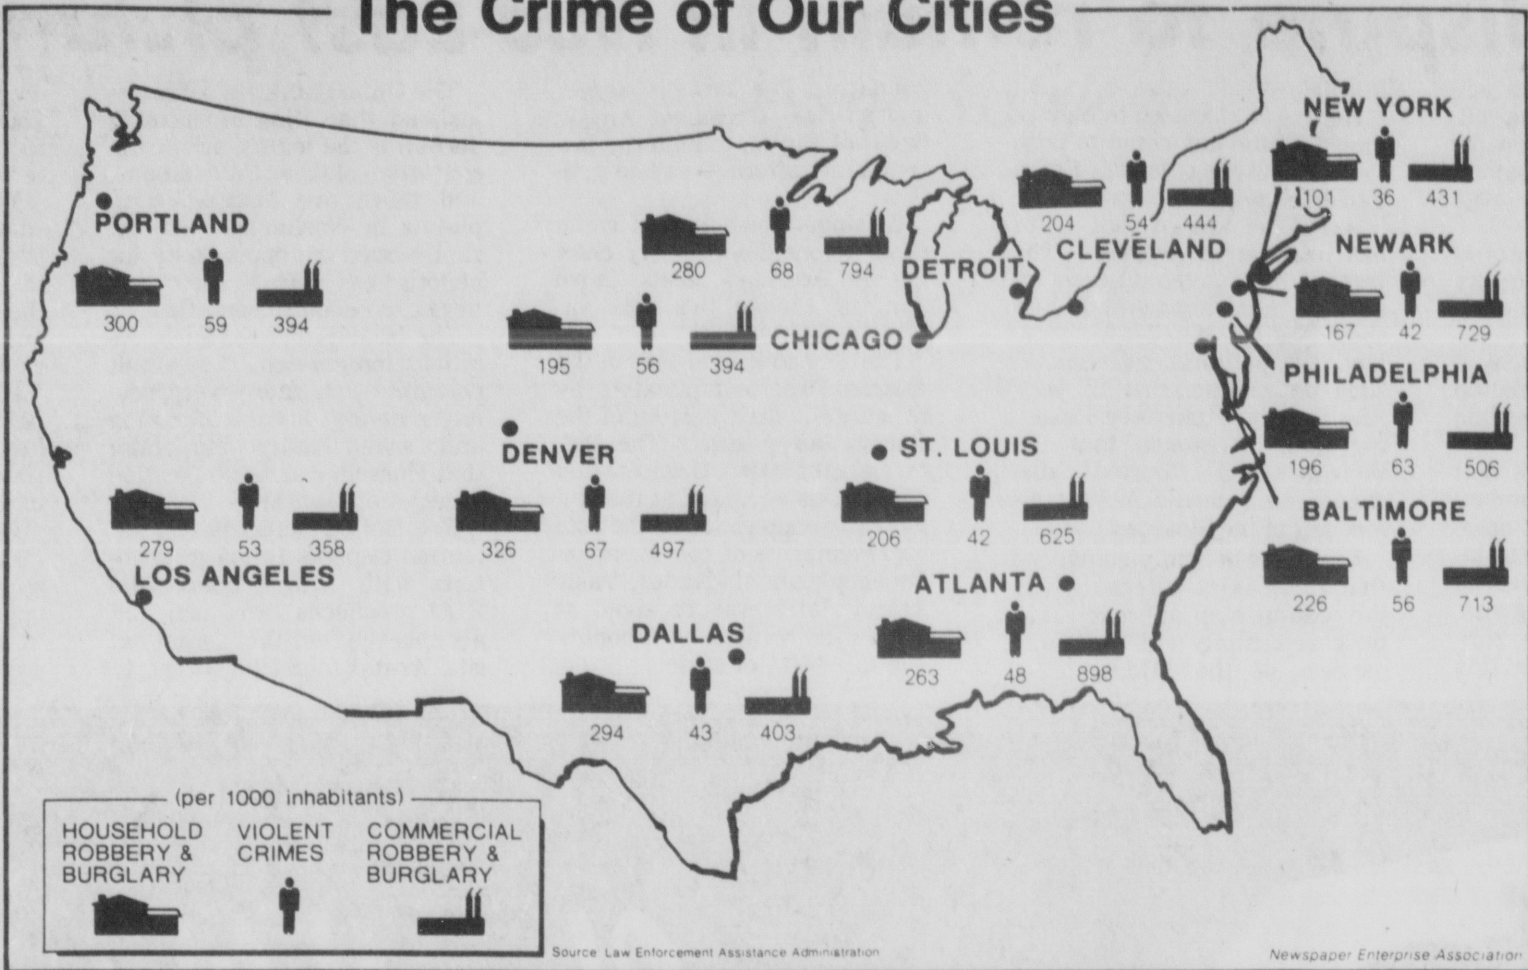 The Crime of Our Cities
NEW YORK
101 36 431
204 54 444
CLEVELAND
PORTLAND
300 59 394
280 68 794
DETROIT
NEWARK
167 42 729
195 56 394
CHICAGO
PHILADELPHIA
196 63 506
DENVER
326 67 497
ST. LOUIS
206 42 625
279 53 358
LOS ANGELES
BALTIMORE
226 56 713
ATLANTA
263 48 898
DALLAS
294 43 403
(per 1000 inhabitants)
HOUSEHOLD VIOLENT COMMERCIAL
ROBBERY & CRIMES ROBBERY &
BURGLARY BURGLARY
Source: Law Enforcement Assistance Administration
Newspaper Enterprise Association